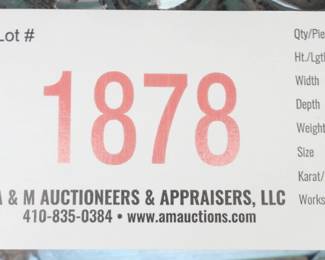 Lot #
1878
A & M AUCTIONEERS & APPRAISERS, LLC
410-835-0384 • www.amauctions.com
Qty/Pie
Ht./Lgth
Width
Depth
Weight
Size
Karat/
Works